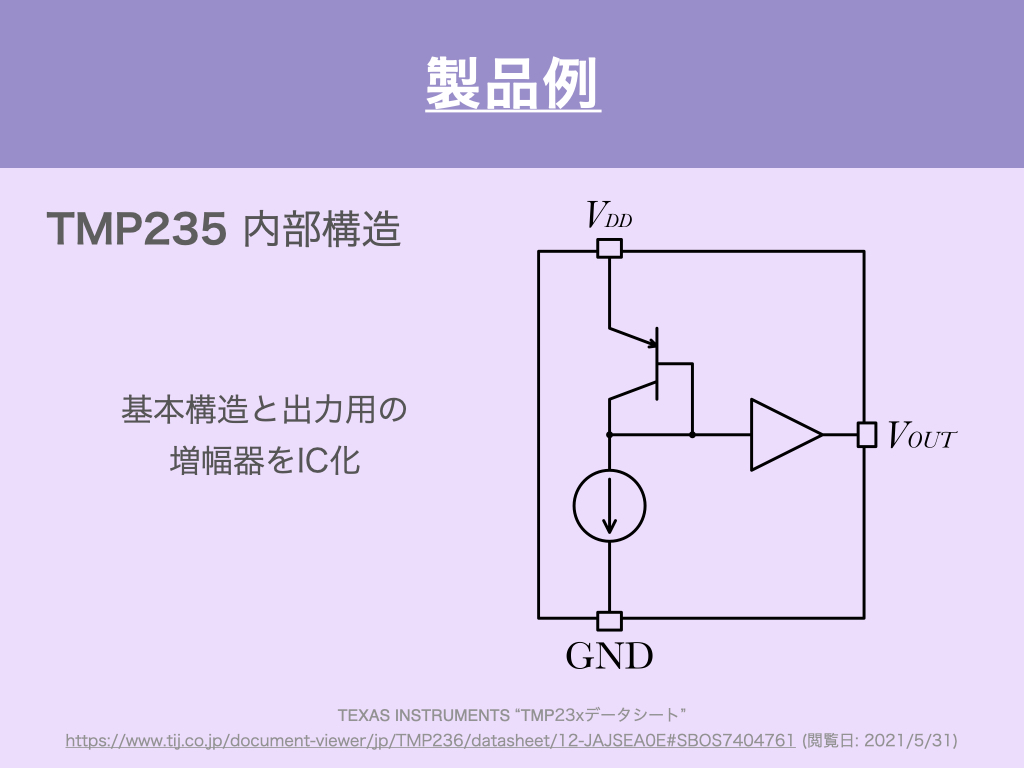 製品例
TMP235 内部構造
基本構造と出力用の
増幅器をIC化
VDD
VOUT
GND
TEXAS INSTRUMENTS “TMP23xデータシート”
https://www.tij.co.jp/document-viewer/jp/TMP236/datasheet/12-JAJSEA0E#SBOS7404761 (閲覧日: 2021/5/31)